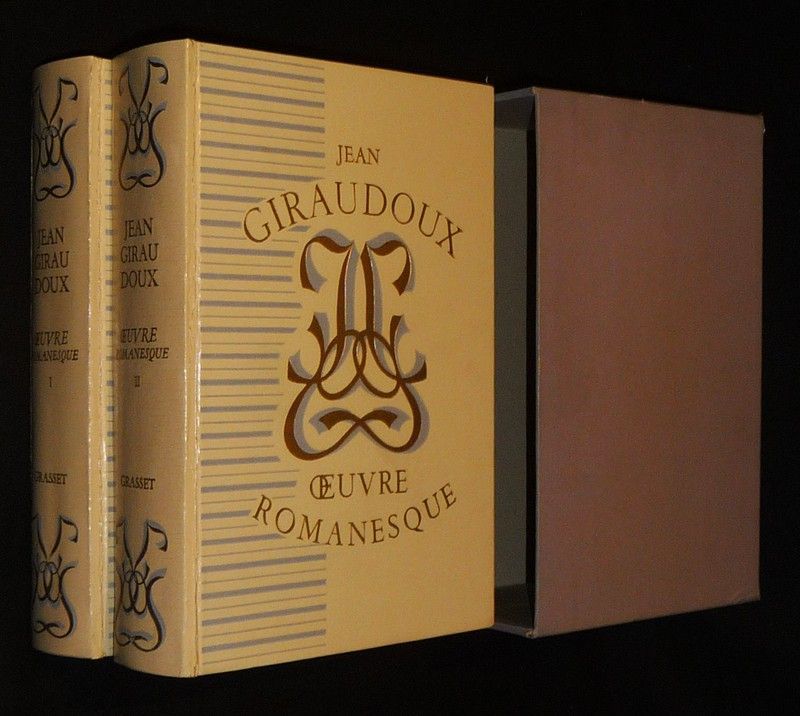 JEAN
GIRAU
DOUX
ŒUVRE
ROMANESQUE
I
GRASSET
JEAN
GIRAU
DOUX
ŒUVRE
ROMANESQUE
II
GRASSET
JEAN
GIRAUDOUX
ŒUVRE
ROMANESQUE